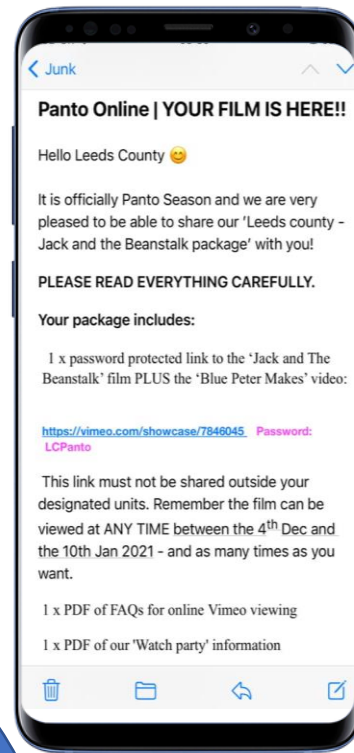 Junk
Panto Online | YOUR FILM IS HERE!!
Hello Leeds County 😊
It is officially Panto Season and we are very
pleased to be able to share our 'Leeds county -
Jack and the Beanstalk package' with you!
PLEASE READ EVERYTHING CAREFULLY.
Your package includes:
1 x password protected link to the 'Jack and The
Beanstalk' film PLUS the 'Blue Peter Makes' video:
https://vimeo.com/showcase/7846045 Password:
LCPanto
This link must not be shared outside your
designated units. Remember the film can be
viewed at ANY TIME between the 4th Dec and
the 10th Jan 2021 - and as many times as you
want.
1 x PDF of FAQs for online Vimeo viewing
1 x PDF of our 'Watch party' information